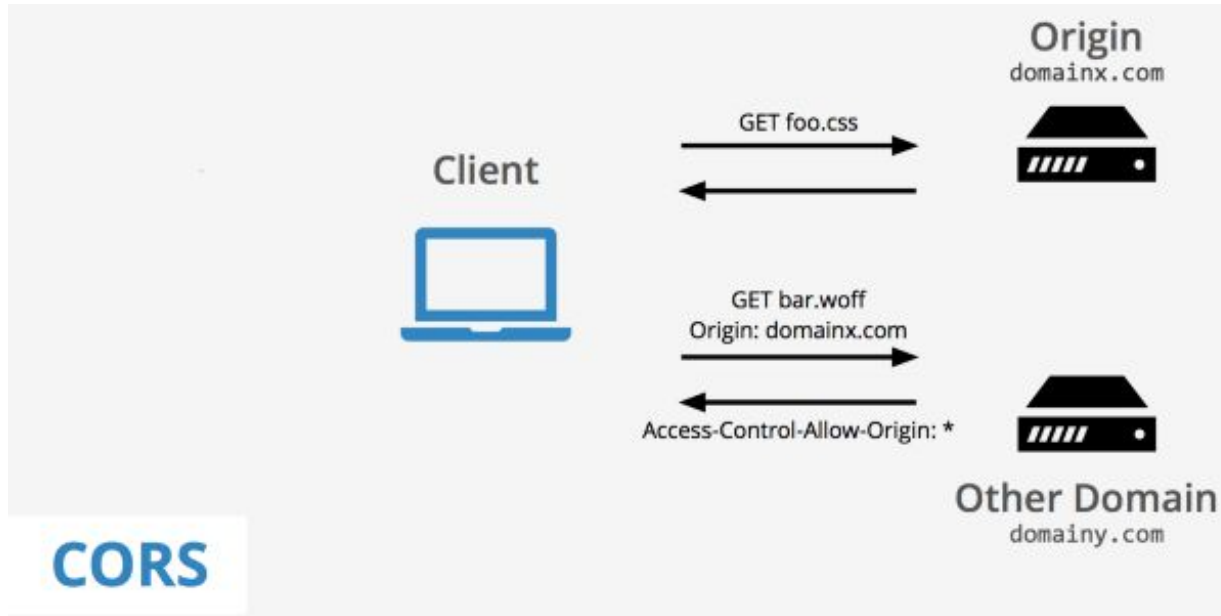 Origin
domainx.com
GET foo.css
Client
GET bar.woff
Origin: domainx.com
Access-Control-Allow-Origin: *
Other Domain
domainy.com
CORS